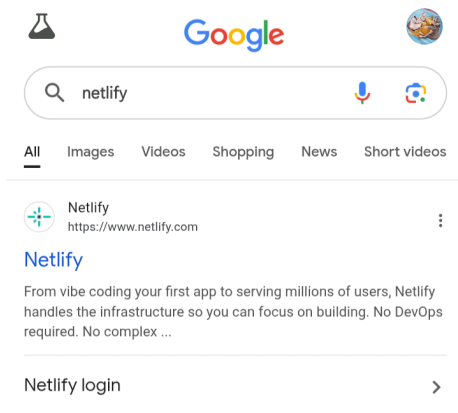 Google
netlify
All Images Videos Shopping News Short videos
Netlify
https://www.netlify.com
Netlify
From vibe coding your first app to serving millions of users, Netlify
handles the infrastructure so you can focus on building. No DevOps
required. No complex ...
Netlify login